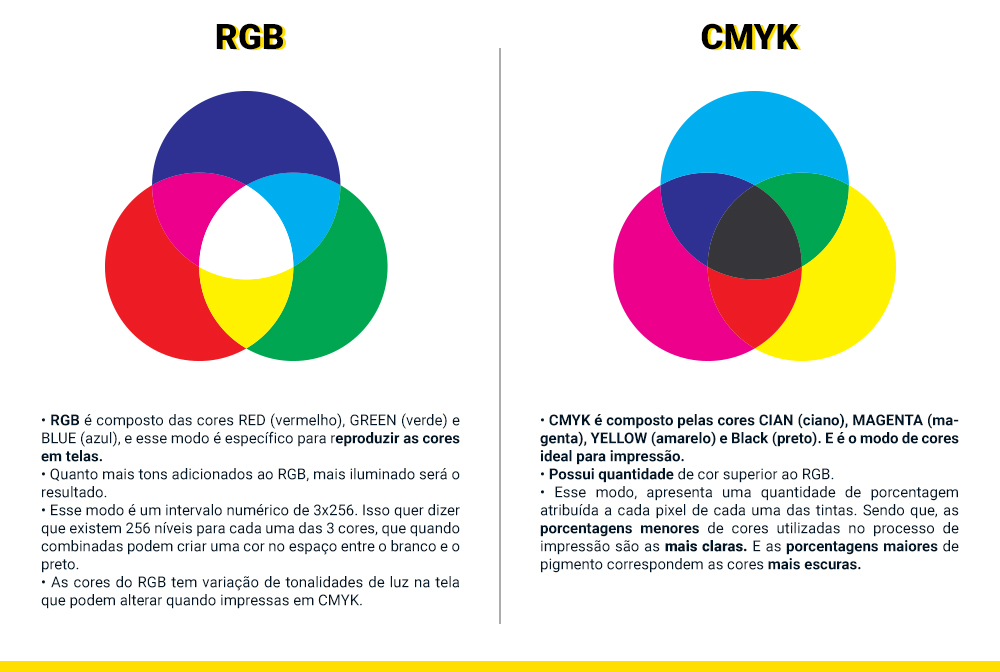 RGB
• RGB é composto das cores RED (vermelho), GREEN (verde) e
BLUE (azul), e esse modo é específico para reproduzir as cores
em telas.
• Quanto mais tons adicionados ao RGB, mais iluminado será o
resultado.
• Esse modo é um intervalo numérico de 3x256. Isso quer dizer
que existem 256 níveis para cada uma das 3 cores, que quando
combinadas podem criar uma cor no espaço entre o branco e o
preto.
• As cores do RGB tem variação de tonalidades de luz na tela
que podem alterar quando impressas em CMYK.
CMYK
• CMYK é composto pelas cores CIAN (ciano), MAGENTA (ma-
genta), YELLOW (amarelo) e Black (preto). E é o modo de cores
ideal para impressão.
• Possui quantidade de cor superior ao RGB.
• Esse modo, apresenta uma quantidade de porcentagem
atribuída a cada pixel de cada uma das tintas. Sendo que, as
porcentagens menores de cores utilizadas no processo de
impressão são as mais claras. E as porcentagens maiores de
pigmento correspondem as cores mais escuras.